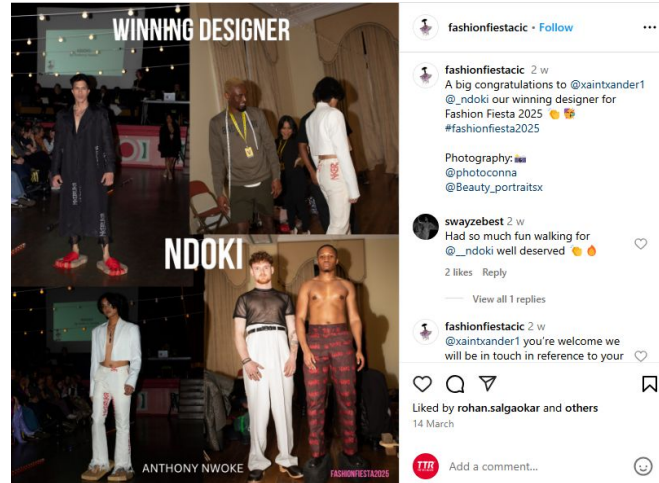 WINNING DESIGNER
NDOKI
ANTHONY NWOKE
FASHIONFIESTA2025
fashionfiestacic • Follow
fashionfiestacic 2 w
A big congratulations to @xaintxander1
@_ndoki our winning designer for
Fashion Fiesta 2025 👏 🥳
#fashionfiesta2025
Photography:📸
@photoconna
@Beauty_portraitsx
swayzebest 2 w
Had so much fun walking for
@__ndoki well deserved 👏🔥
2 likes Reply
View all 1 replies
fashionfiestacic 2 w
@xaintxander1 you're welcome we
will be in touch in reference to your
Liked by rohan.salgaokar and others
14 March
TTR
Add a comment...